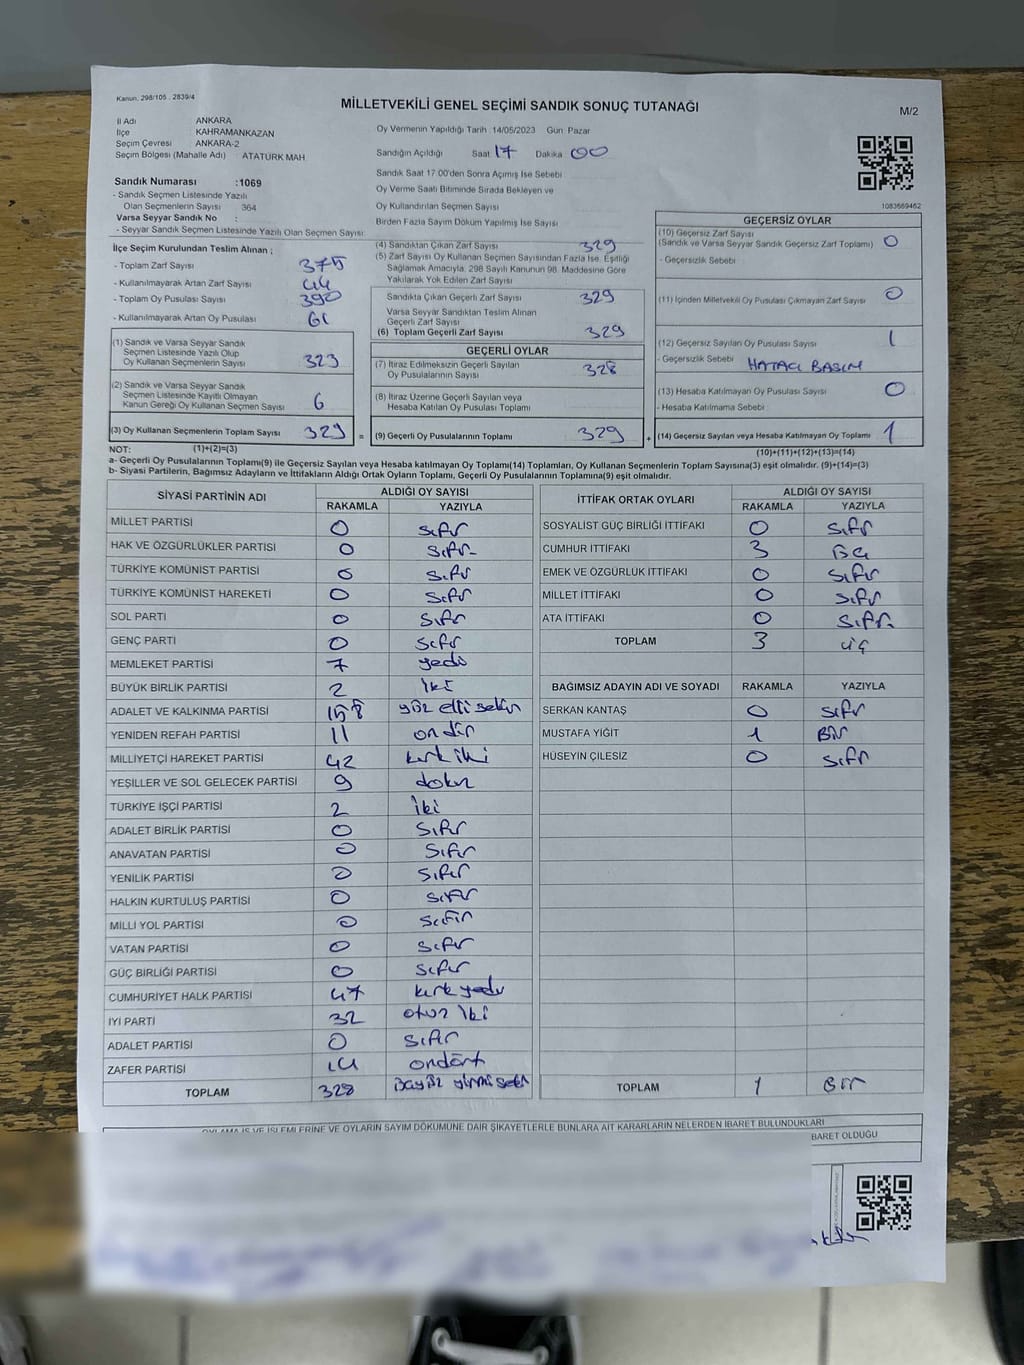 Kanun, 298/105 , 2839/4
MİLLETVEKİLİ GENEL SEÇİMİ SANDIK SONUÇ TUTANAĞI
M/2
İl Adı ANKARA
İlçe KAHRAMANKAZAN
Seçim Çevresi ANKARA-2
Seçim Bölgesi (Mahalle Adı) ATATÜRK MAH.
Oy Vermenin Yapıldığı Tarih :14/05/2023 Gün: Pazar
Sandığın Açıldığı Saat 17 Dakika 00
Sandık Saat 17:00'den Sonra Açımış İse Sebebi
Oy Verme Saati Bitiminde Sırada Bekleyen ve
Oy Kullandırılan Seçmen Sayısı
Birden Fazla Sayım Döküm Yapılmış İse Sayısı
1083669462
Sandık Numarası :1069
- Sandık Seçmen Listesinde Yazılı
Olan Seçmenlerin Sayısı 364
Varsa Seyyar Sandık No :
- Seyyar Sandık Seçmen Listesinde Yazılı Olan Seçmen Sayısı:
İlçe Seçim Kurulundan Teslim Alınan ;
- Toplam Zarf Sayısı 375
- Kullanılmayarak Artan Zarf Sayısı 44
- Toplam Oy Pusulası Sayısı 390
- Kullanılmayarak Artan Oy Pusulası 61
(1) Sandık ve Varsa Seyyar Sandık
Seçmen Listesinde Yazılı Olup
Oy Kullanan Seçmenlerin Sayısı 323
(2) Sandık ve Varsa Seyyar Sandık
Seçmen Listesinde Kayıtlı Olmayan
Kanun Gereği Oy Kullanan Seçmen Sayısı 6
(3) Oy Kullanan Seçmenlerin Toplam Sayısı 329 =
(4) Sandıktan Çıkan Zarf Sayısı 329
(5) Zarf Sayısı Oy Kullanan Seçmen Sayısından Fazla İse, Eşitliği
Sağlamak Amacıyla, 298 Sayılı Kanunun 98. Maddesine Göre
Yakılarak Yok Edilen Zarf Sayısı
Sandıkta Çıkan Geçerli Zarf Sayısı 329
Varsa Seyyar Sandıktan Teslim Alınan
Geçerli Zarf Sayısı
(6) Toplam Geçerli Zarf Sayısı 329
GEÇERLİ OYLAR
(7) İtiraz Edilmeksizin Geçerli Sayılan
Oy Pusulalarının Sayısı 328
(8) İtiraz Üzerine Geçerli Sayılan veya
Hesaba Katılan Oy Pusulası Toplamı
(9) Geçerli Oy Pusulalarının Toplamı 329 +
GEÇERSİZ OYLAR
(10) Geçersiz Zarf Sayısı
(Sandık ve Varsa Seyyar Sandık Geçersiz Zarf Toplamı) 0
- Geçersizlik Sebebi
(11) İçinden Milletvekili Oy Pusulası Çıkmayan Zarf Sayısı 0
(12) Geçersiz Sayılan Oy Pusulası Sayısı 1
- Geçersizlik Sebebi HATALI BASIM
(13) Hesaba Katılmayan Oy Pusulası Sayısı 0
- Hesaba Katılmama Sebebi
(14) Geçersiz Sayılan veya Hesaba Katılmayan Oy Toplamı 1
NOT: (1)+(2)=(3)
(10)+(11)+(12)+(13)=(14)
a- Geçerli Oy Pusulalarının Toplamı(9) ile Geçersiz Sayılan veya Hesaba katılmayan Oy Toplamı(14) Toplamları, Oy Kullanan Seçmenlerin Toplam Sayısına(3) eşit olmalıdır. (9)+(14)=(3)
b- Siyasi Partilerin, Bağımsız Adayların ve İttifakların Aldığı Ortak Oyların Toplamı, Geçerli Oy Pusulalarının Toplamına(9) eşit olmalıdır.
SİYASİ PARTİNİN ADI ALDIĞI OY SAYISI
RAKAMLA YAZIYLA
MİLLET PARTİSİ 0 sıfır
HAK VE ÖZGÜRLÜKLER PARTİSİ 0 sıfır
TÜRKİYE KOMÜNİST PARTİSİ 0 sıfır
TÜRKİYE KOMÜNİST HAREKETİ 0 sıfır
SOL PARTİ 0 sıfır
GENÇ PARTİ 0 sıfır
MEMLEKET PARTİSİ 7 yedi
BÜYÜK BİRLİK PARTİSİ 2 iki
ADALET VE KALKINMA PARTİSİ 158 yüz elli sekiz
YENİDEN REFAH PARTİSİ 11 on bir
MİLLİYETÇİ HAREKET PARTİSİ 42 kırk iki
YEŞİLLER VE SOL GELECEK PARTİSİ 9 dokuz
TÜRKİYE İŞÇİ PARTİSİ 2 iki
ADALET BİRLİK PARTİSİ 0 sıfır
ANAVATAN PARTİSİ 0 sıfır
YENİLİK PARTİSİ 0 sıfır
HALKIN KURTULUŞ PARTİSİ 0 sıfır
MİLLİ YOL PARTİSİ 0 sıfır
VATAN PARTİSİ 0 sıfır
GÜÇ BİRLİĞİ PARTİSİ 0 sıfır
CUMHURİYET HALK PARTİSİ 47 kırk yedi
İYİ PARTİ 32 otuz iki
ADALET PARTİSİ 0 sıfır
ZAFER PARTİSİ 14 ondört
TOPLAM 328 üçyüz yirmi sekiz
İTTİFAK ORTAK OYLARI ALDIĞI OY SAYISI
RAKAMLA YAZIYLA
SOSYALİST GÜÇ BİRLİĞİ İTTİFAKI 0 sıfır
CUMHUR İTTİFAKI 3
EMEK VE ÖZGÜRLÜK İTTİFAKI 0 sıfır
MİLLET İTTİFAKI 0 sıfır
ATA İTTİFAKI 0 sıfır
TOPLAM 3 üç
BAĞIMSIZ ADAYIN ADI VE SOYADI RAKAMLA YAZIYLA
SERKAN KANTAŞ 0 sıfır
MUSTAFA YİĞİT 1 Bir
HÜSEYİN ÇİLESİZ 0 sıfır
TOPLAM 1 Bir
OYLAMA İŞ VE İŞLEMLERİNE VE OYLARIN SAYIM DÖKÜMÜNE DAİR ŞİKAYETLERLE BUNLARA AİT KARARLARIN NELERDEN İBARET BULUNDUKLARI
BARET OLDUĞU